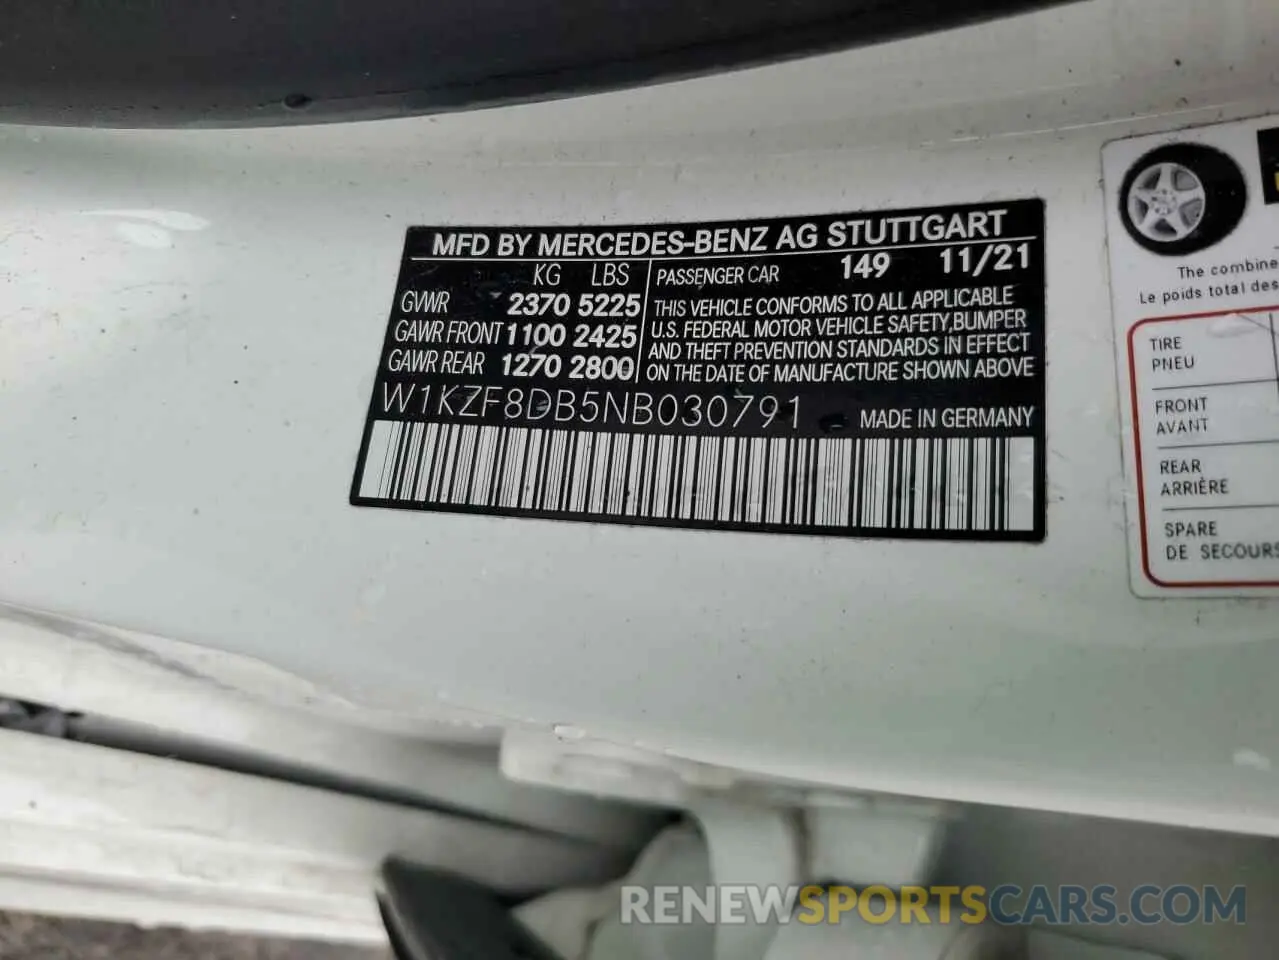 MFD BY MERCEDES-BENZ AG STUTTGART
KG LBS
GVWR 2370 5225
GAWR FRONT 1100 2425
GAWR REAR 1270 2800
PASSENGER CAR 149 11/21
THIS VEHICLE CONFORMS TO ALL APPLICABLE
U.S. FEDERAL MOTOR VEHICLE SAFETY,BUMPER
AND THEFT PREVENTION STANDARDS IN EFFECT
ON THE DATE OF MANUFACTURE SHOWN ABOVE
W1KZF8DB5NB030791 MADE IN GERMANY
The combine
Le poids total des
TIRE
PNEU
FRONT
AVANT
REAR
ARRIÈRE
SPARE
DE SECOURS
RENEWSPORTSCARS.COM